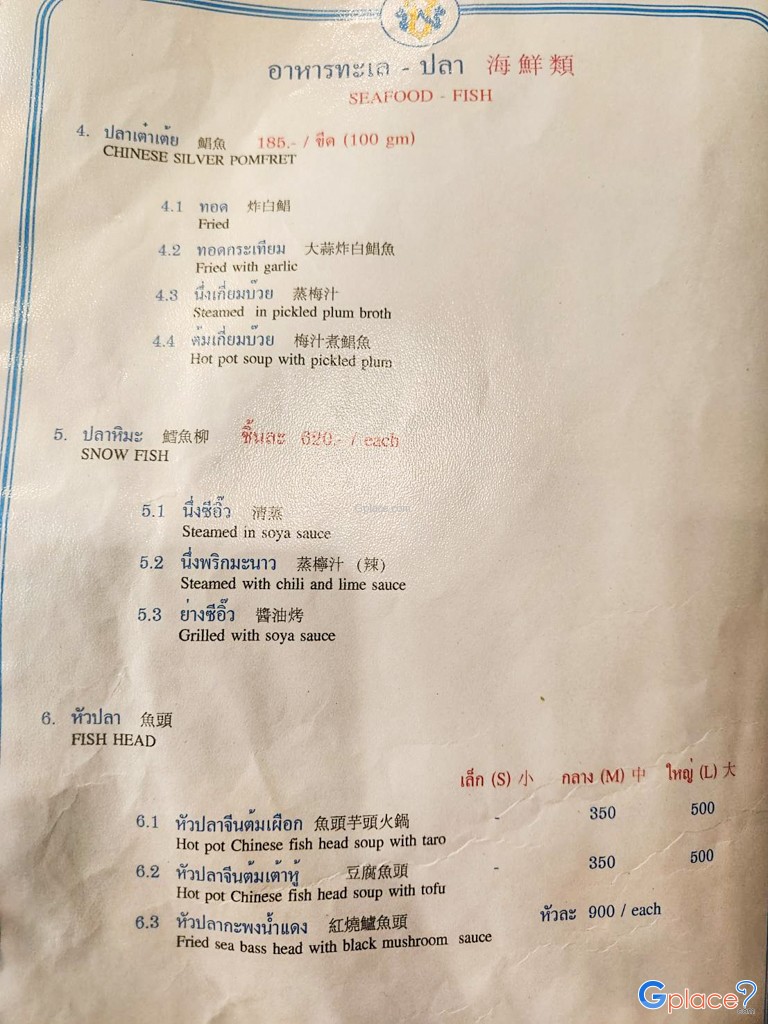 อาหารทะเล - ปลา 海鮮類
SEAFOOD - FISH
4. ปลาเต๋าเต้ย 鯧魚 185.- / ขีด (100 gm)
CHINESE SILVER POMFRET
4.1 ทอด 炸白鯧
Fried
4.2 ทอดกระเทียม 大蒜炸白鯧魚
Fried with garlic
4.3 นึ่งเกี่ยมบ๊วย 蒸梅汁
Steamed in pickled plum broth
4.4 ต้มเกี่ยมบ๊วย 梅汁煮鯧魚
Hot pot soup with pickled plum
5. ปลาหิมะ 鱈魚柳 ชิ้นละ 620.- / each
SNOW FISH
Gplace.com
5.1 นึ่งซีอิ๊ว 清蒸
Steamed in soya sauce
5.2 นึ่งพริกมะนาว 蒸檸汁 (辣)
Steamed with chili and lime sauce
5.3 ย่างซีอิ๊ว 醬油烤
Grilled with soya sauce
6. หัวปลา 魚頭
FISH HEAD
เล็ก (S) 小 กลาง (M) 中 ใหญ่ (L) 大
6.1 หัวปลาจีนต้มเผือก 魚頭芋頭火鍋 - 350 500
Hot pot Chinese fish head soup with taro
6.2 หัวปลาจีนต้มเต้าหู้ 豆腐魚頭 - 350 500
Hot pot Chinese fish head soup with tofu
6.3 หัวปลากะพงน้ำแดง 紅燒鱸魚頭 หัวละ 900 / each
Fried sea bass head with black mushroom sauce
Gplace